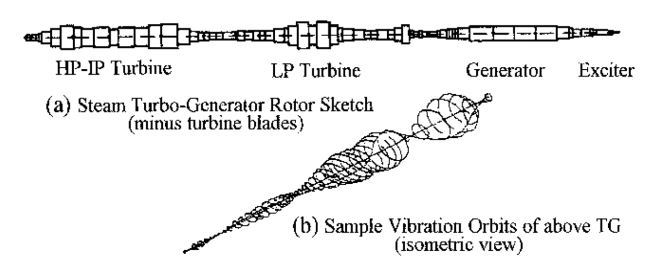 HP-IP Turbine LP Turbine Generator Exciter
(a) Steam Turbo-Generator Rotor Sketch
(minus turbine blades)
(b) Sample Vibration Orbits of above TG
(isometric view)